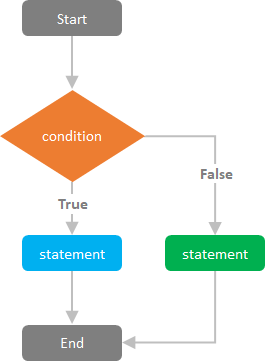 Start
condition
False
True
statement
statement
End